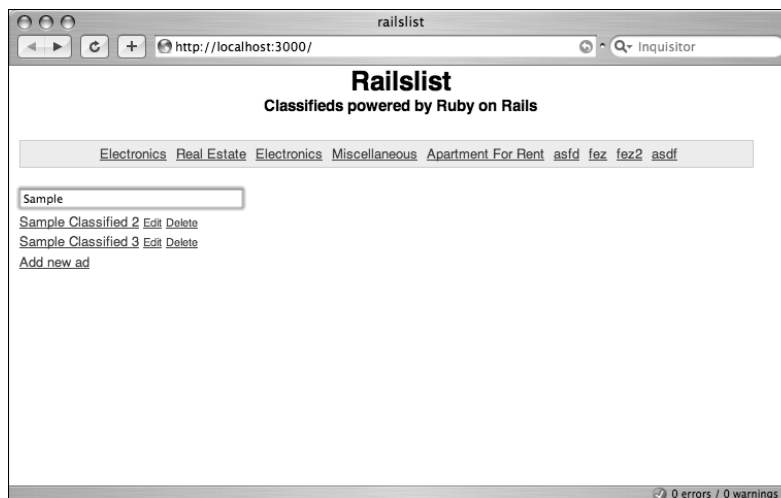 railslist
http://localhost:3000/
Inquisitor
Railslist
Classifieds powered by Ruby on Rails
Electronics Real Estate Electronics Miscellaneous Apartment For Rent asfd fez fez2 asdf
Sample
Sample Classified 2 Edit Delete
Sample Classified 3 Edit Delete
Add new ad
0 errors / 0 warnings